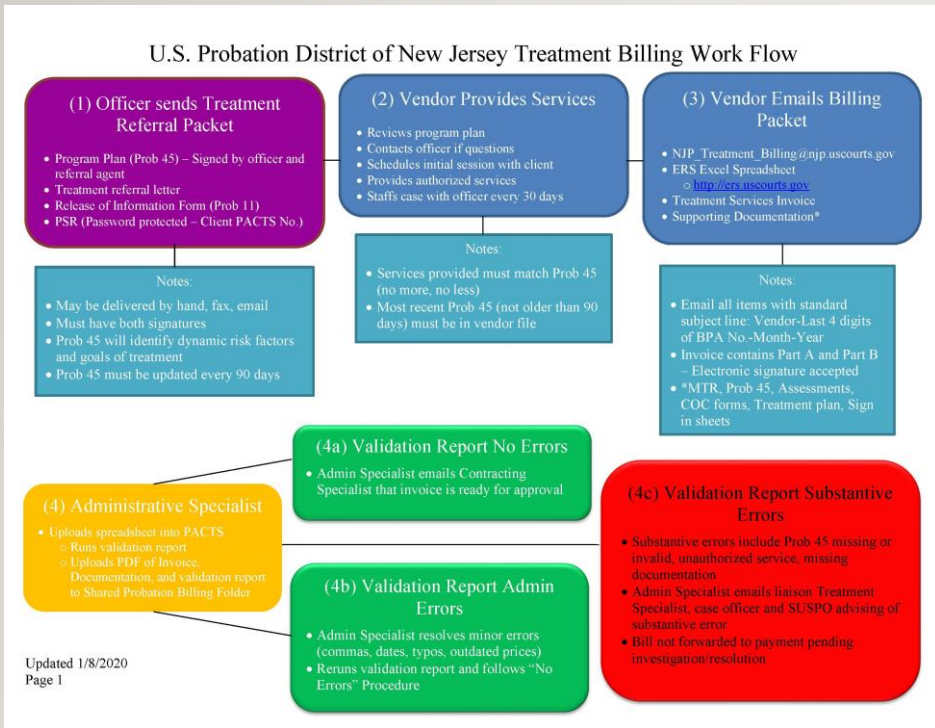 U.S. Probation District of New Jersey Treatment Billing Work Flow
(1) Officer sends Treatment
Referral Packet
• Program Plan (Prob 45) – Signed by officer and
referral agent
• Treatment referral letter
• Release of Information Form (Prob 11)
• PSR (Password protected – Client PACTS No.)
Notes:
• May be delivered by hand, fax, email
• Must have both signatures
• Prob 45 will identify dynamic risk factors
and goals of treatment
• Prob 45 must be updated every 90 days
(2) Vendor Provides Services
• Reviews program plan
• Contacts officer if questions
• Schedules initial session with client
• Provides authorized services
• Staffs case with officer every 30 days
Notes:
• Services provided must match Prob 45
(no more, no less)
• Most recent Prob 45 (not older than 90
days) must be in vendor file
(3) Vendor Emails Billing
Packet
• NJP_Treatment_Billing@njp.uscourts.gov
• ERS Excel Spreadsheet
o http://ers.uscourts.gov
• Treatment Services Invoice
• Supporting Documentation*
Notes:
• Email all items with standard
subject line: Vendor-Last 4 digits
of BPA No.-Month-Year
• Invoice contains Part A and Part B
– Electronic signature accepted
• *MTR, Prob 45, Assessments,
COC forms, Treatment plan, Sign
in sheets
(4) Administrative Specialist
• Uploads spreadsheet into PACTS
o Runs validation report
o Uploads PDF of Invoice,
Documentation, and validation report
to Shared Probation Billing Folder
(4a) Validation Report No Errors
• Admin Specialist emails Contracting
Specialist that invoice is ready for approval
(4b) Validation Report Admin
Errors
• Admin Specialist resolves minor errors
(commas, dates, typos, outdated prices)
• Reruns validation report and follows “No
Errors” Procedure
(4c) Validation Report Substantive
Errors
• Substantive errors include Prob 45 missing or
invalid, unauthorized service, missing
documentation
• Admin Specialist emails liaison Treatment
Specialist, case officer and SUSPO advising of
substantive error
• Bill not forwarded to payment pending
investigation/resolution
Updated 1/8/2020
Page 1